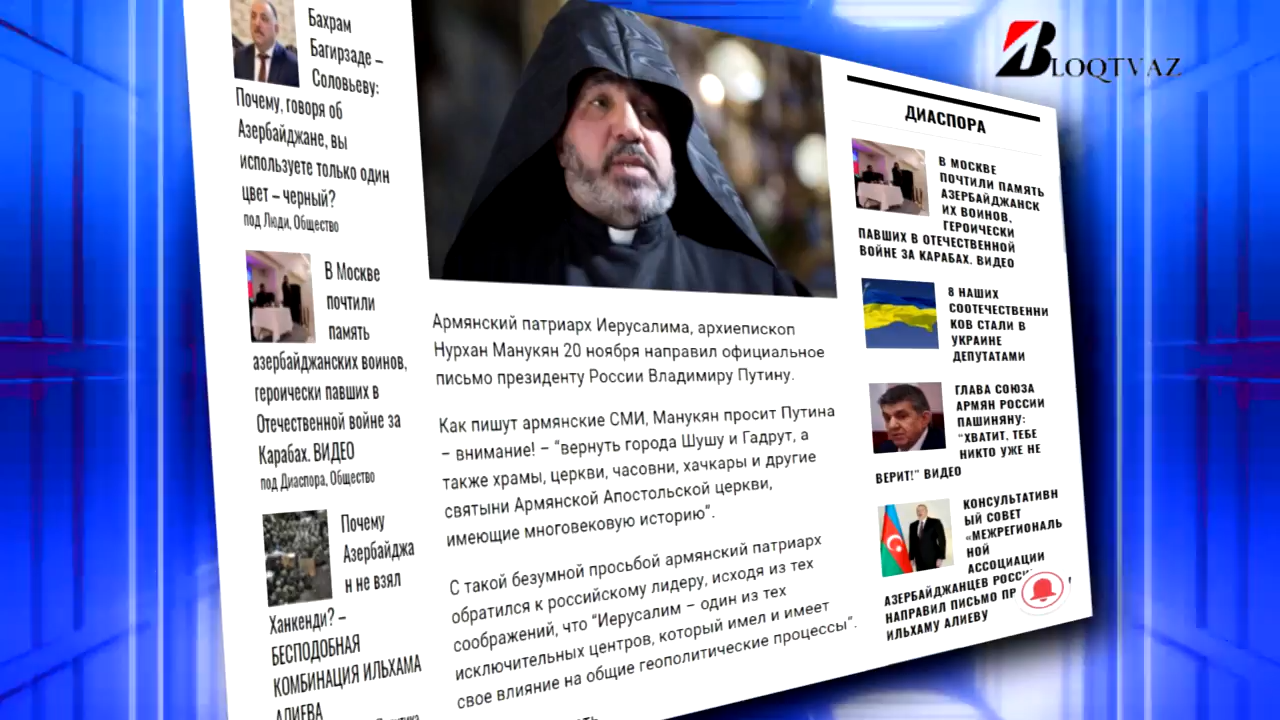 Бахрам
Багирзаде –
Соловьеву:
Почему, говоря об
Азербайджане, вы
используете только один
цвет – черный?
под Люди, Общество
В Москве
почтили
память
азербайджанских воинов,
героически павших в
Отечественной войне за
Карабах. ВИДЕО
под Диаспора, Общество
Почему
Азербайджа
н не взял
Ханкенди? –
БЕСПОДОБНАЯ
КОМБИНАЦИЯ ИЛЬХАМА
АЛИЕВА
Армянский патриарх Иерусалима, архиепископ
Нурхан Манукян 20 ноября направил официальное
письмо президенту России Владимиру Путину.
Как пишут армянские СМИ, Манукян просит Путина
– внимание! – "вернуть города Шушу и Гадрут, а
также храмы, церкви, часовни, хачкары и другие
святыни Армянской Апостольской церкви,
имеющие многовековую историю".
С такой безумной просьбой армянский патриарх
обратился к российскому лидеру, исходя из тех
соображений, что "Иерусалим – один из тех
исключительных центров, который имел и имеет
свое влияние на общие геополитические процессы".
BLOQTVAZ
ДИАСПОРА
В МОСКВЕ
ПОЧТИЛИ ПАМЯТЬ
АЗЕРБАЙДЖАНСК
ИХ ВОИНОВ,
ГЕРОИЧЕСКИ
ПАВШИХ В ОТЕЧЕСТВЕННОЙ
ВОЙНЕ ЗА КАРАБАХ. ВИДЕО
8 НАШИХ
СООТЕЧЕСТВЕННИ
КОВ СТАЛИ В
УКРАИНЕ
ДЕПУТАТАМИ
ГЛАВА СОЮЗА
АРМЯН РОССИИ
ПАШИНЯНУ:
"ХВАТИТ, ТЕБЕ
НИКТО УЖЕ НЕ
ВЕРИТ!" ВИДЕО
КОНСУЛЬТАТИВН
ЫЙ СОВЕТ
«МЕЖРЕГИОНАЛЬ
НОЙ
АССОЦИАЦИИ
АЗЕРБАЙДЖАНЦЕВ
НАПРАВИЛ ПИСЬМО
ИЛЬХАМУ АЛИЕВУ